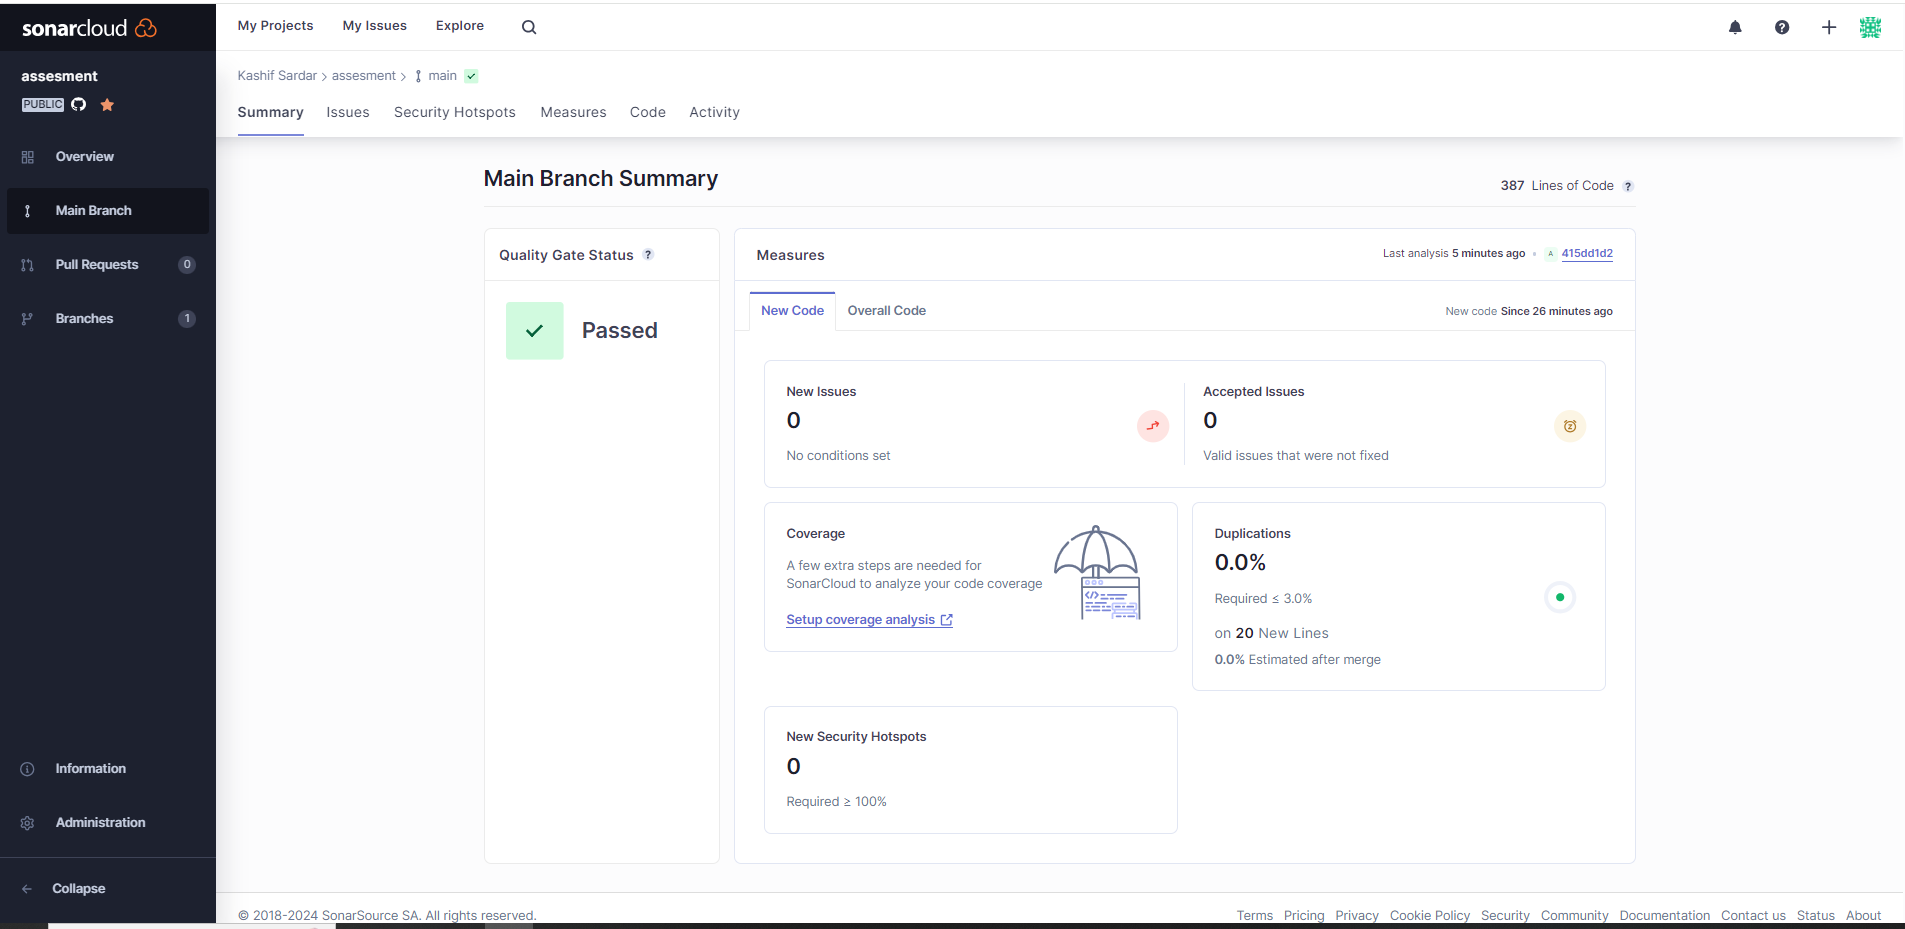 sonarcloud
My Projects My Issues Explore
assesment
PUBLIC
Overview
Main Branch
Pull Requests 0
Branches 1
Information
Administration
Collapse
Kashif Sardar > assesment > main
Summary Issues Security Hotspots Measures Code Activity
Main Branch Summary
387 Lines of Code ?
Quality Gate Status ?
Passed
Measures
Last analysis 5 minutes ago • A 415dd1d2
New Code Overall Code
New code Since 26 minutes ago
New Issues
0
No conditions set
Accepted Issues
0
Valid issues that were not fixed
Coverage
A few extra steps are needed for
SonarCloud to analyze your code coverage
Setup coverage analysis
Duplications
0.0%
Required ≤ 3.0%
on 20 New Lines
0.0% Estimated after merge
New Security Hotspots
0
Required ≥ 100%
© 2018-2024 SonarSource SA. All rights reserved.
Terms Pricing Privacy Cookie Policy Security Community Documentation Contact us Status About